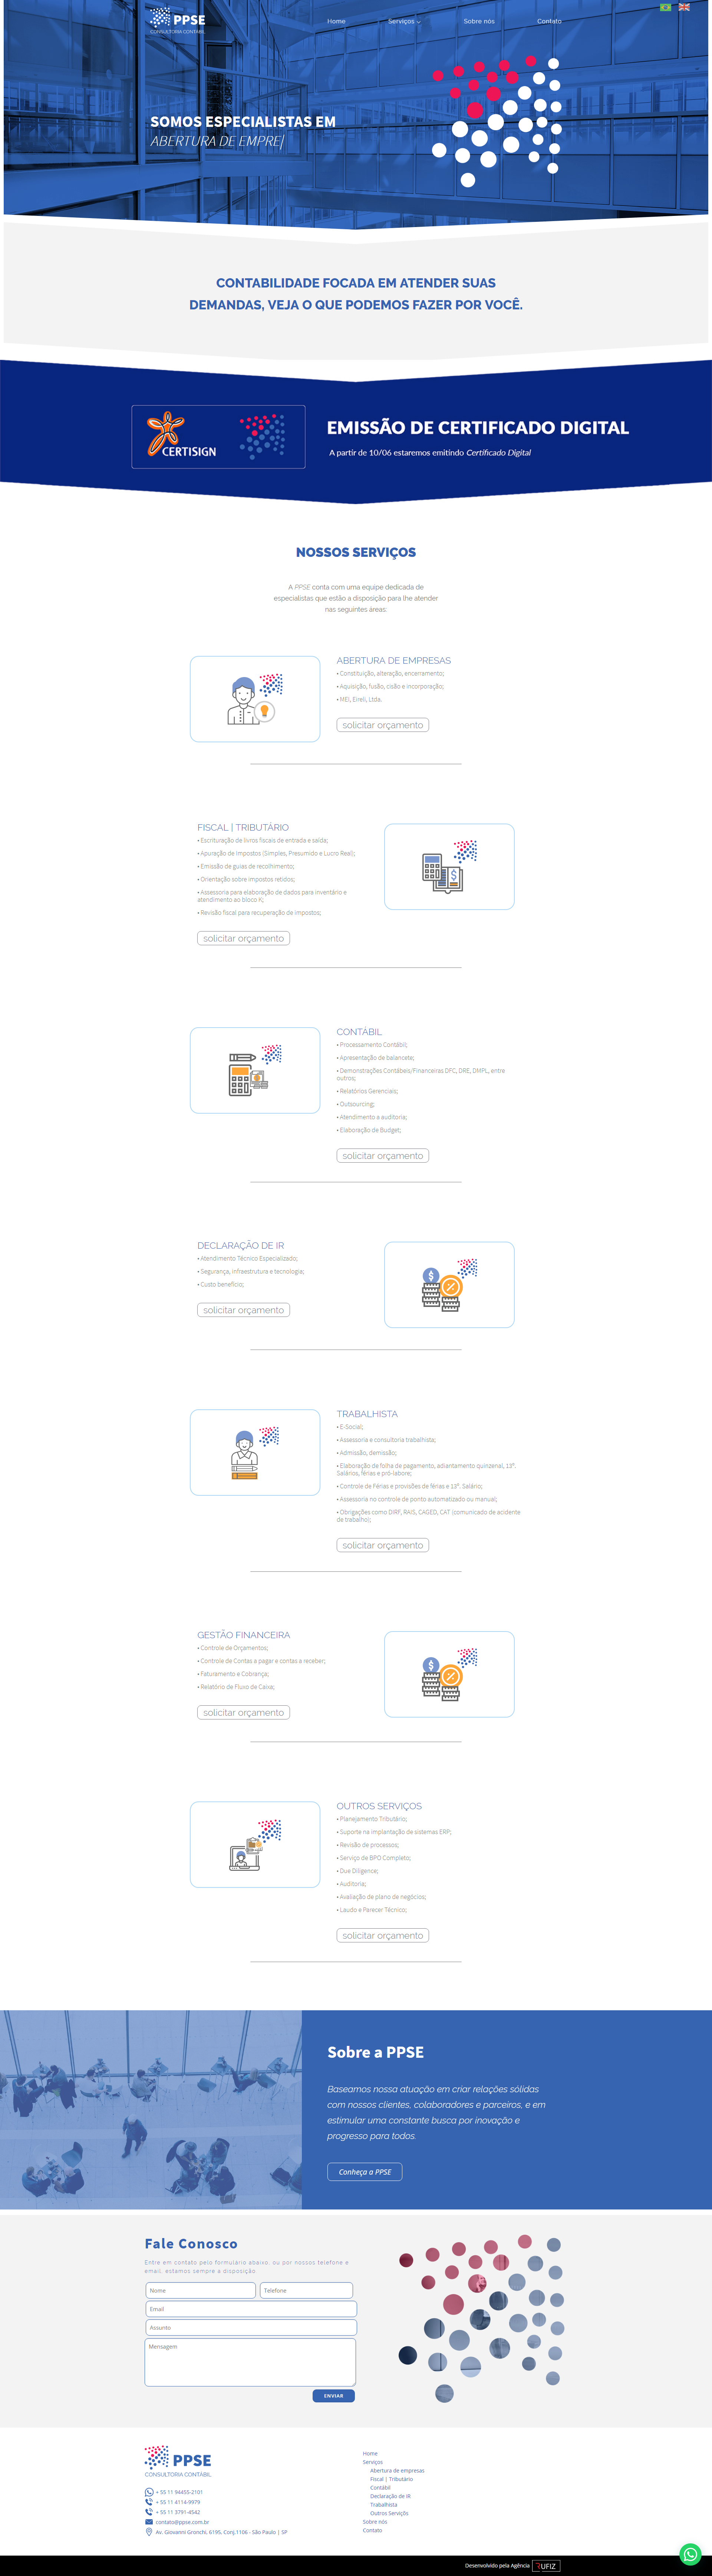 PPSE
CONSULTORIA CONTÁBIL
Home
Serviços
Sobre nós
Contato
SOMOS ESPECIALISTAS EM
ABERTURA DE EMPRE|
CONTABILIDADE FOCADA EM ATENDER SUAS
DEMANDAS, VEJA O QUE PODEMOS FAZER POR VOCÊ.
CERTISIGN
EMISSÃO DE CERTIFICADO DIGITAL
A partir de 10/06 estaremos emitindo Certificado Digital
NOSSOS SERVIÇOS
A PPSE conta com uma equipe dedicada de
especialistas que estão a disposição para lhe atender
nas seguintes áreas:
ABERTURA DE EMPRESAS
• Constituição, alteração, encerramento;
• Aquisição, fusão, cisão e incorporação;
• MEI, Eireli, Ltda.
solicitar orçamento
FISCAL | TRIBUTÁRIO
• Escrituração de livros fiscais de entrada e saída;
• Apuração de Impostos (Simples, Presumido e Lucro Real);
• Emissão de guias de recolhimento;
• Orientação sobre impostos retidos;
• Assessoria para elaboração de dados para inventário e
atendimento ao bloco K;
• Revisão fiscal para recuperação de impostos;
solicitar orçamento
CONTÁBIL
• Processamento Contábil;
• Apresentação de balancete;
• Demonstrações Contábeis/Financeiras DFC, DRE, DMPL, entre
outros;
• Relatórios Gerenciais;
• Outsourcing;
• Atendimento a auditoria;
• Elaboração de Budget;
solicitar orçamento
DECLARAÇÃO DE IR
• Atendimento Técnico Especializado;
• Segurança, infraestrutura e tecnologia;
• Custo benefício;
solicitar orçamento
TRABALHISTA
• E-Social;
• Assessoria e consultoria trabalhista;
• Admissão, demissão;
• Elaboração de folha de pagamento, adiantamento quinzenal, 13º.
Salários, férias e pró-labore;
• Controle de Férias e provisões de férias e 13º. Salário;
• Assessoria no controle de ponto automatizado ou manual;
• Obrigações como DIRF, RAIS, CAGED, CAT (comunicado de acidente
de trabalho);
solicitar orçamento
GESTÃO FINANCEIRA
• Controle de Orçamentos;
• Controle de Contas a pagar e contas a receber;
• Faturamento e Cobrança;
• Relatório de Fluxo de Caixa;
solicitar orçamento
OUTROS SERVIÇOS
• Planejamento Tributário;
• Suporte na implantação de sistemas ERP;
• Revisão de processos;
• Serviço de BPO Completo;
• Due Diligence;
• Auditoria;
• Avaliação de plano de negócios;
• Laudo e Parecer Técnico;
solicitar orçamento
Sobre a PPSE
Baseamos nossa atuação em criar relações sólidas
com nossos clientes, colaboradores e parceiros, e em
estimular uma constante busca por inovação e
progresso para todos.
Conheça a PPSE
Fale Conosco
Entre em contato pelo formulário abaixo, ou por nossos telefone e
email, estamos sempre a disposição
Nome
Telefone
Email
Assunto
Mensagem
ENVIAR
PPSE
CONSULTORIA CONTÁBIL
+ 55 11 94455-2101
+ 55 11 4114-9979
+ 55 11 3791-4542
contato@ppse.com.br
Av. Giovanni Gronchi, 6195, Conj.1106 - São Paulo | SP
Home
Serviços
Abertura de empresas
Fiscal | Tributário
Contábil
Declaração de IR
Trabalhista
Outros Serviçõs
Sobre nós
Contato
Desenvolvido pela Agência
RUFIZ